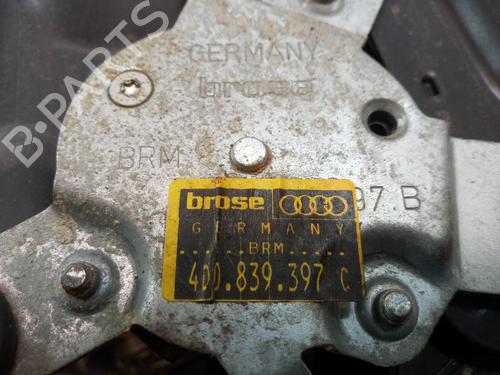 GERMANY
brose
BRM
97.B
brose
GERMANY
.......BRM.....
4D0.839.397 C
B-PARTS